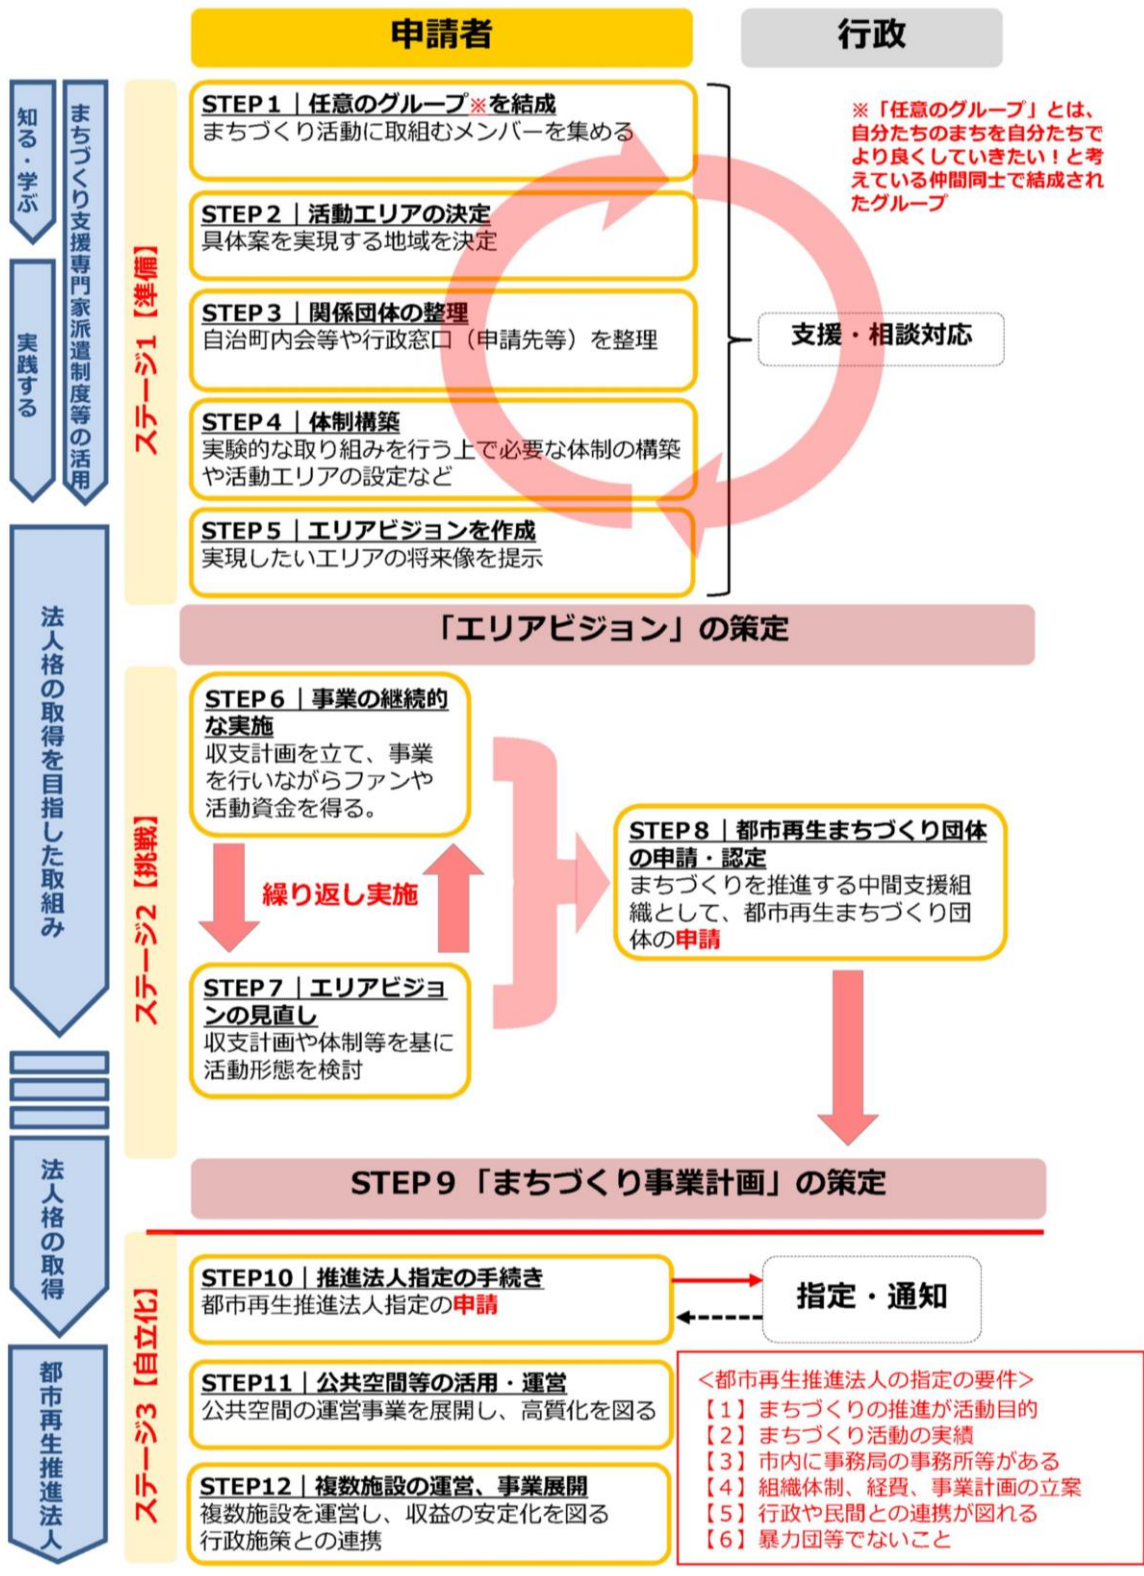 申請者
行政
知る・学ぶ
実践する
まちづくり支援専門家派遣制度等の活用
法人格の取得を目指した取組み
法人格の取得
都市再生推進法人
ステージ1【準備】
STEP1｜任意のグループ※を結成
まちづくり活動に取組むメンバーを集める
STEP2｜活動エリアの決定
具体案を実現する地域を決定
STEP3｜関係団体の整理
自治町内会等や行政窓口（申請先等）を整理
STEP4｜体制構築
実験的な取り組みを行う上で必要な体制の構築
や活動エリアの設定など
STEP5｜エリアビジョンを作成
実現したいエリアの将来像を提示
※「任意のグループ」とは、
自分たちのまちを自分たちで
より良くしていきたい！と考
えている仲間同士で結成され
たグループ
支援・相談対応
「エリアビジョン」の策定
ステージ2【挑戦】
STEP6｜事業の継続的
な実施
収支計画を立て、事業
を行いながらファンや
活動資金を得る。
繰り返し実施
STEP7｜エリアビジョ
ンの見直し
収支計画や体制等を基に
活動形態を検討
STEP8｜都市再生まちづくり団体
の申請・認定
まちづくりを推進する中間支援組
織として、都市再生まちづくり団
体の申請
STEP9「まちづくり事業計画」の策定
ステージ3【自立化】
STEP10｜推進法人指定の手続き
都市再生推進法人指定の申請
指定・通知
STEP11｜公共空間等の活用・運営
公共空間の運営事業を展開し、高質化を図る
STEP12｜複数施設の運営、事業展開
複数施設を運営し、収益の安定化を図る
行政施策との連携
＜都市再生推進法人の指定の要件＞
【1】まちづくりの推進が活動目的
【2】まちづくり活動の実績
【3】市内に事務局の事務所等がある
【4】組織体制、経費、事業計画の立案
【5】行政や民間との連携が図れる
【6】暴力団等でないこと